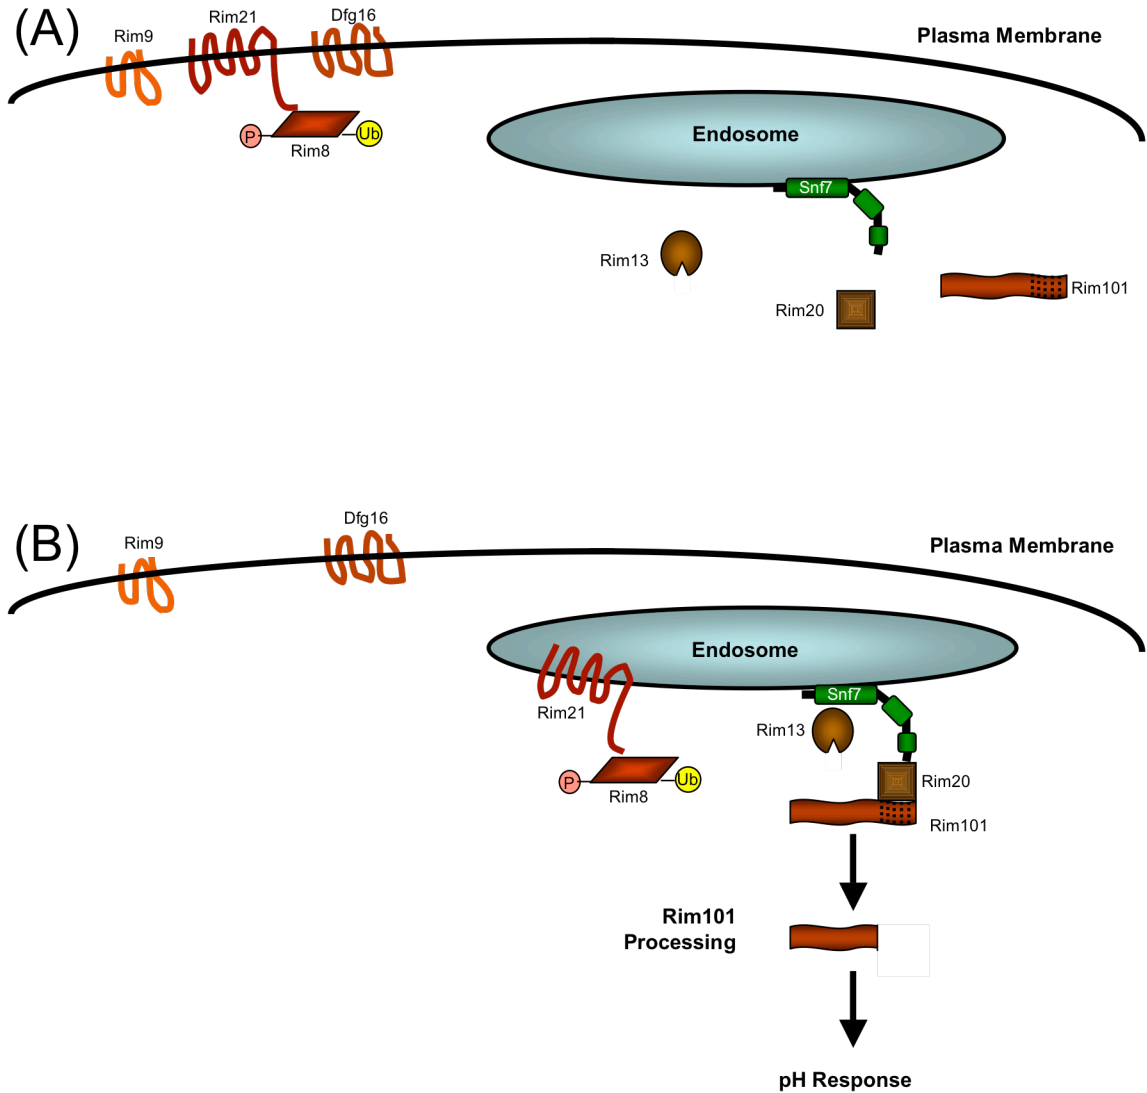 (A)
Rim9
Rim21
Dfg16
Plasma Membrane
P
Rim8
Ub
Endosome
Snf7
Rim13
Rim20
Rim101
(B)
Rim9
Dfg16
Plasma Membrane
Endosome
Rim21
Snf7
Rim13
P
Rim8
Ub
Rim20
Rim101
Rim101
Processing
pH Response